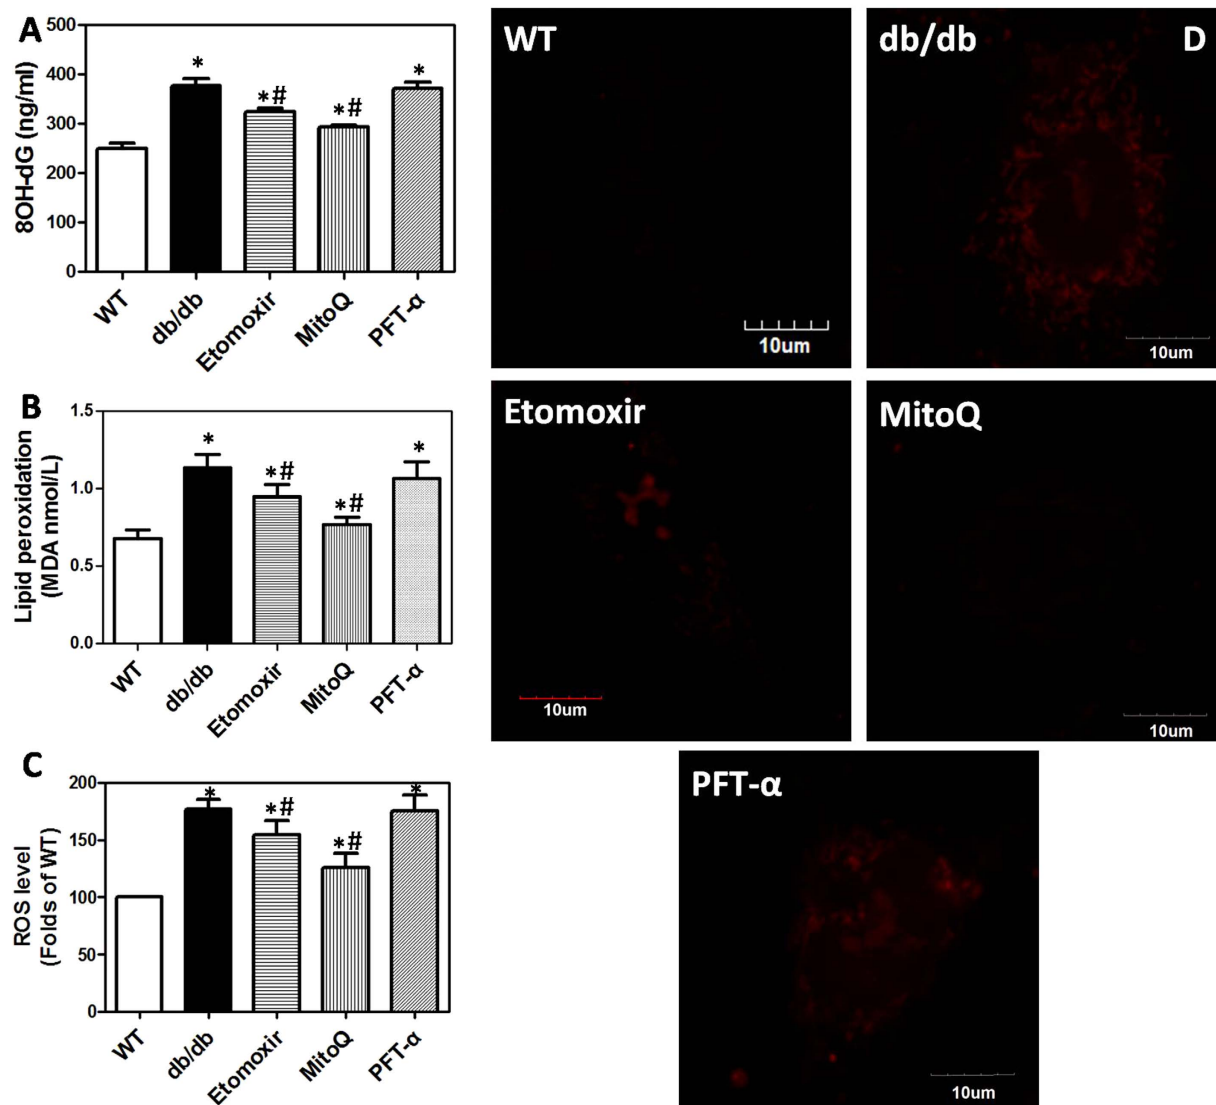 A
500
400
300
200
100
0
8OH-dG (ng/ml)
*
*#
*#
*
WT
db/db
Etomoxir
MitoQ
PFT-α
B
1.5
1.0
0.5
0.0
Lipid peroxidation
(MDA nmol/L)
*
*#
*#
*
WT
db/db
Etomoxir
MitoQ
PFT-α
C
200
150
100
50
0
ROS level
(Folds of WT)
*
*#
*#
*
WT
db/db
Etomoxir
MitoQ
PFT-α
WT
10um
db/db
D
10um
Etomoxir
10um
MitoQ
10um
PFT-α
10um